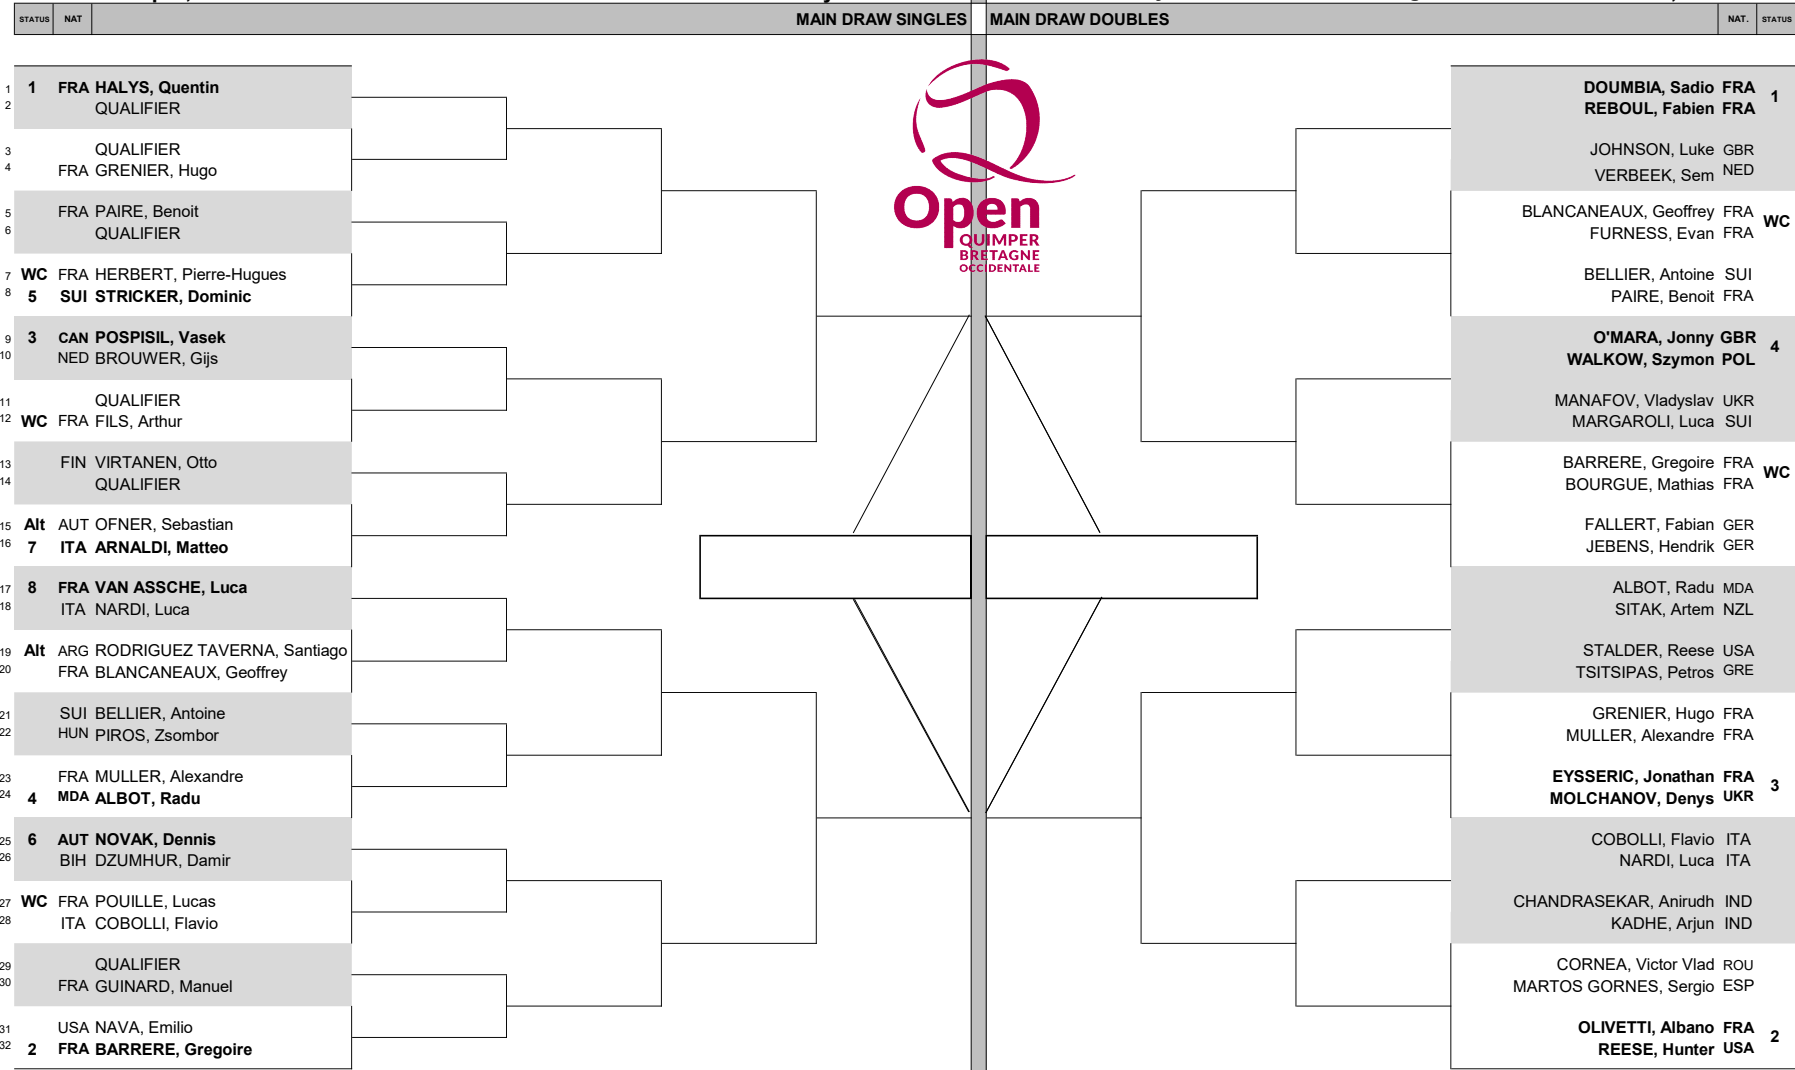 STATUS NAT MAIN DRAW SINGLES MAIN DRAW DOUBLES NAT. STATUS
1 1 FRA HALYS, Quentin
2 QUALIFIER
3 QUALIFIER
4 FRA GRENIER, Hugo
5 FRA PAIRE, Benoit
6 QUALIFIER
7 WC FRA HERBERT, Pierre-Hugues
8 5 SUI STRICKER, Dominic
9 3 CAN POSPISIL, Vasek
10 NED BROUWER, Gijs
11 QUALIFIER
12 WC FRA FILS, Arthur
13 FIN VIRTANEN, Otto
14 QUALIFIER
15 Alt AUT OFNER, Sebastian
16 7 ITA ARNALDI, Matteo
17 8 FRA VAN ASSCHE, Luca
18 ITA NARDI, Luca
19 Alt ARG RODRIGUEZ TAVERNA, Santiago
20 FRA BLANCANEAUX, Geoffrey
21 SUI BELLIER, Antoine
22 HUN PIROS, Zsombor
23 FRA MULLER, Alexandre
24 4 MDA ALBOT, Radu
25 6 AUT NOVAK, Dennis
26 BIH DZUMHUR, Damir
27 WC FRA POUILLE, Lucas
28 ITA COBOLLI, Flavio
29 QUALIFIER
30 FRA GUINARD, Manuel
31 USA NAVA, Emilio
32 2 FRA BARRERE, Gregoire
Open
QUIMPER
BRETAGNE
OCCIDENTALE
DOUMBIA, Sadio FRA 1
REBOUL, Fabien FRA
JOHNSON, Luke GBR
VERBEEK, Sem NED
BLANCANEAUX, Geoffrey FRA WC
FURNESS, Evan FRA
BELLIER, Antoine SUI
PAIRE, Benoit FRA
O'MARA, Jonny GBR 4
WALKOW, Szymon POL
MANAFOV, Vladyslav UKR
MARGAROLI, Luca SUI
BARRERE, Gregoire FRA WC
BOURGUE, Mathias FRA
FALLERT, Fabian GER
JEBENS, Hendrik GER
ALBOT, Radu MDA
SITAK, Artem NZL
STALDER, Reese USA
TSITSIPAS, Petros GRE
GRENIER, Hugo FRA
MULLER, Alexandre FRA
EYSSERIC, Jonathan FRA 3
MOLCHANOV, Denys UKR
COBOLLI, Flavio ITA
NARDI, Luca ITA
CHANDRASEKAR, Anirudh IND
KADHE, Arjun IND
CORNEA, Victor Vlad ROU
MARTOS GORNES, Sergio ESP
OLIVETTI, Albano FRA 2
REESE, Hunter USA